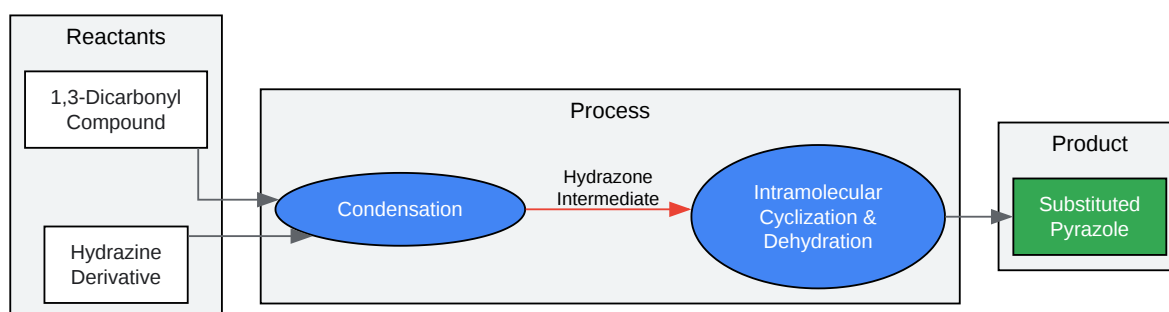 Reactants
1,3-Dicarbonyl
Compound
Hydrazine
Derivative
Process
Condensation
Hydrazone
Intermediate
Intramolecular
Cyclization &
Dehydration
Product
Substituted
Pyrazole